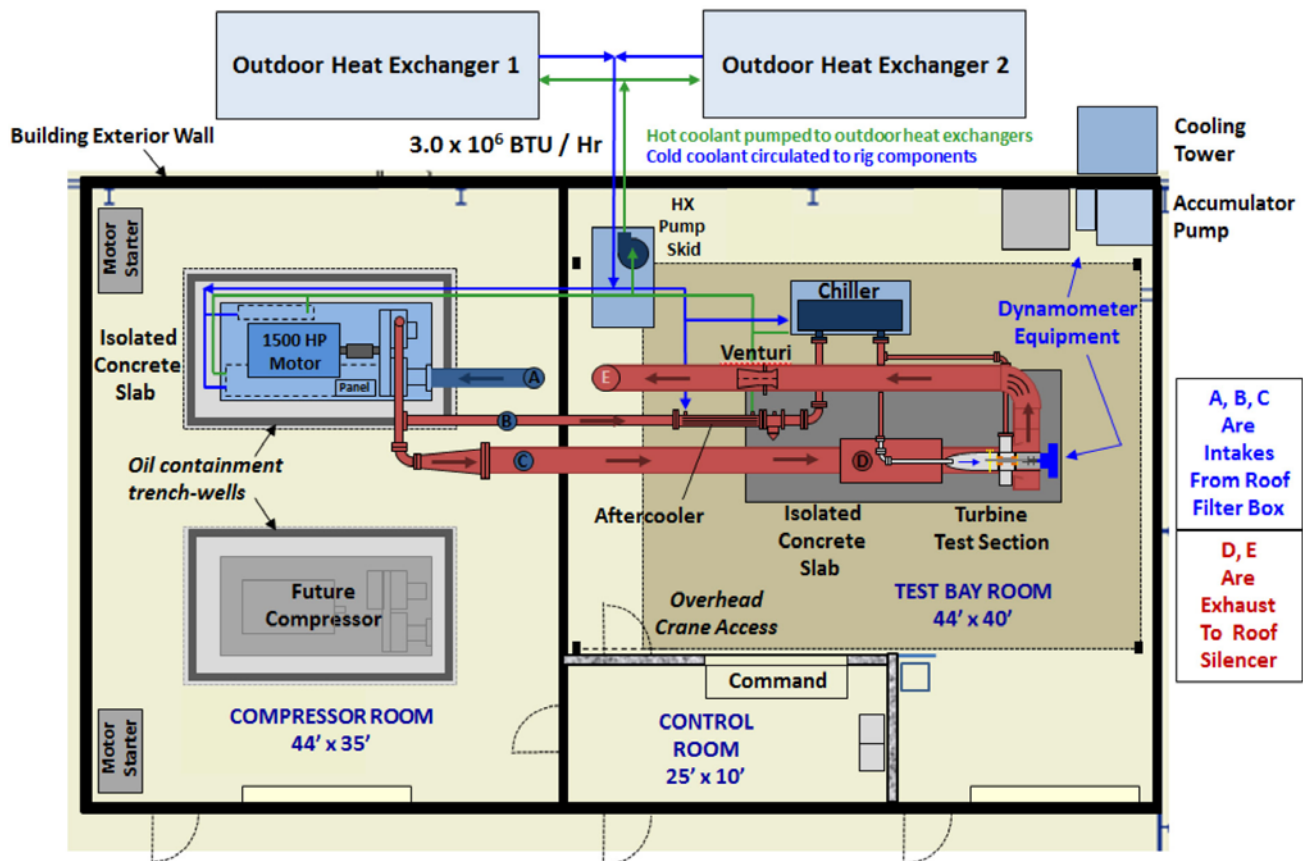 Outdoor Heat Exchanger 1
Outdoor Heat Exchanger 2
Building Exterior Wall
3.0 x 10⁶ BTU / Hr
Hot coolant pumped to outdoor heat exchangers
Cold coolant circulated to rig components
Cooling
Tower
Accumulator
Pump
Motor
Starter
HX
Pump
Skid
Chiller
Dynamometer
Equipment
Isolated
Concrete
Slab
1500 HP
Motor
Panel
A
E
Venturi
B
C
D
Oil containment
trench-wells
Aftercooler
Isolated
Concrete
Slab
Turbine
Test Section
A, B, C
Are
Intakes
From Roof
Filter Box
D, E
Are
Exhaust
To Roof
Silencer
Future
Compressor
Overhead
Crane Access
TEST BAY ROOM
44’ x 40’
Command
COMPRESSOR ROOM
44’ x 35’
CONTROL
ROOM
25’ x 10’
Motor
Starter